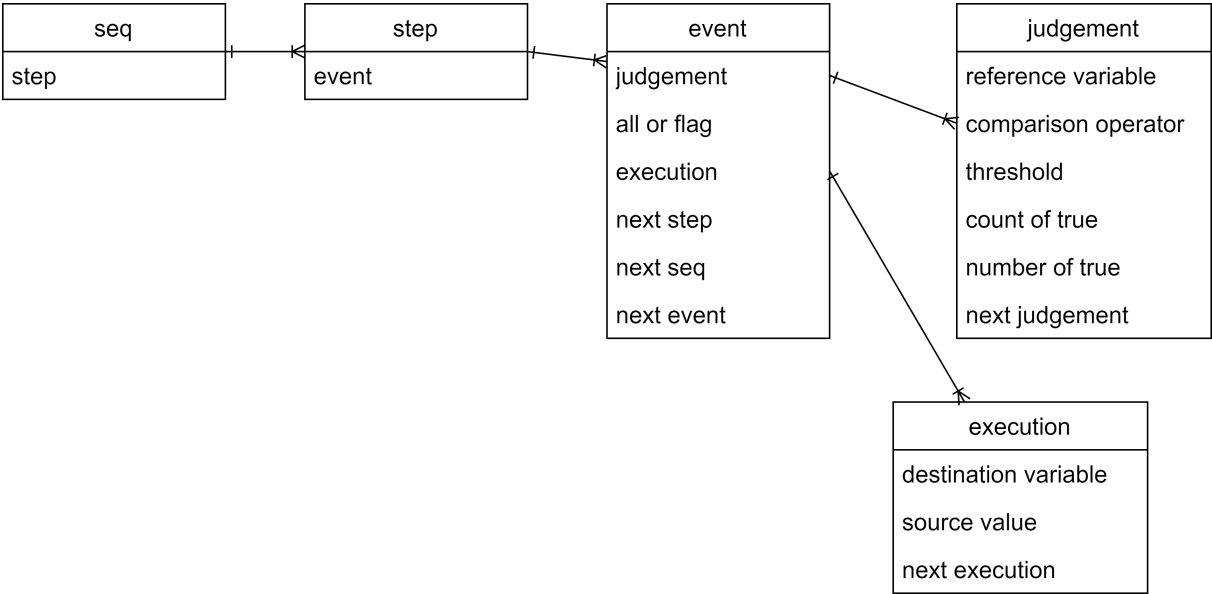 seq
step
step
event
event
judgement
all or flag
execution
next step
next seq
next event
judgement
reference variable
comparison operator
threshold
count of true
number of true
next judgement
execution
destination variable
source value
next execution